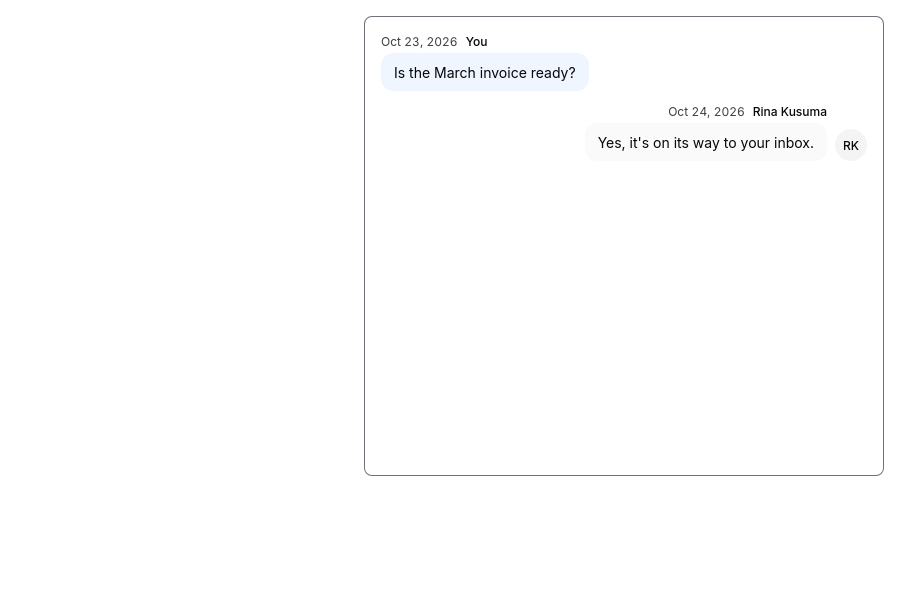 Oct 23, 2026 You
Is the March invoice ready?
Oct 24, 2026 Rina Kusuma
Yes, it's on its way to your inbox.
RK